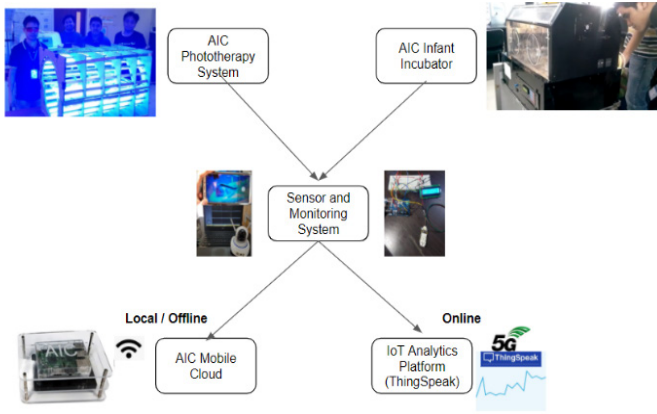 AIC
Phototherapy
System
AIC Infant
Incubator
Sensor and
Monitoring
System
Local / Offline
Online
AIC
AIC Mobile
Cloud
IoT Analytics
Platform
(ThingSpeak)
5G
ThingSpeak